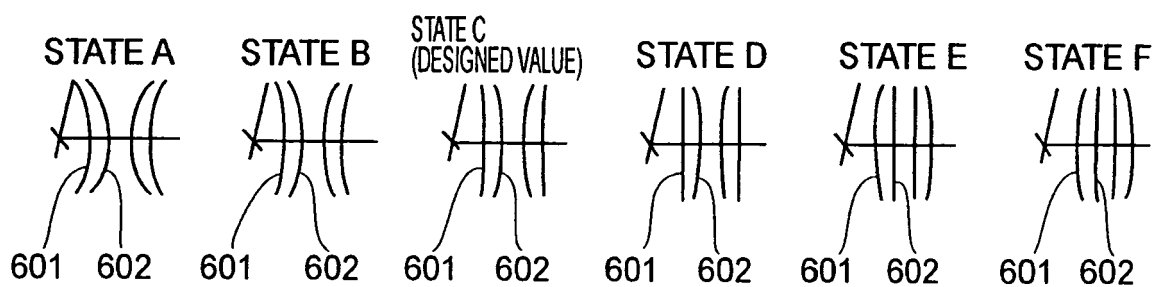 STATE A
STATE B
STATE C
(DESIGNED VALUE)
STATE D
STATE E
STATE F
601 602
601 602
601 602
601 602
601 602
601 602